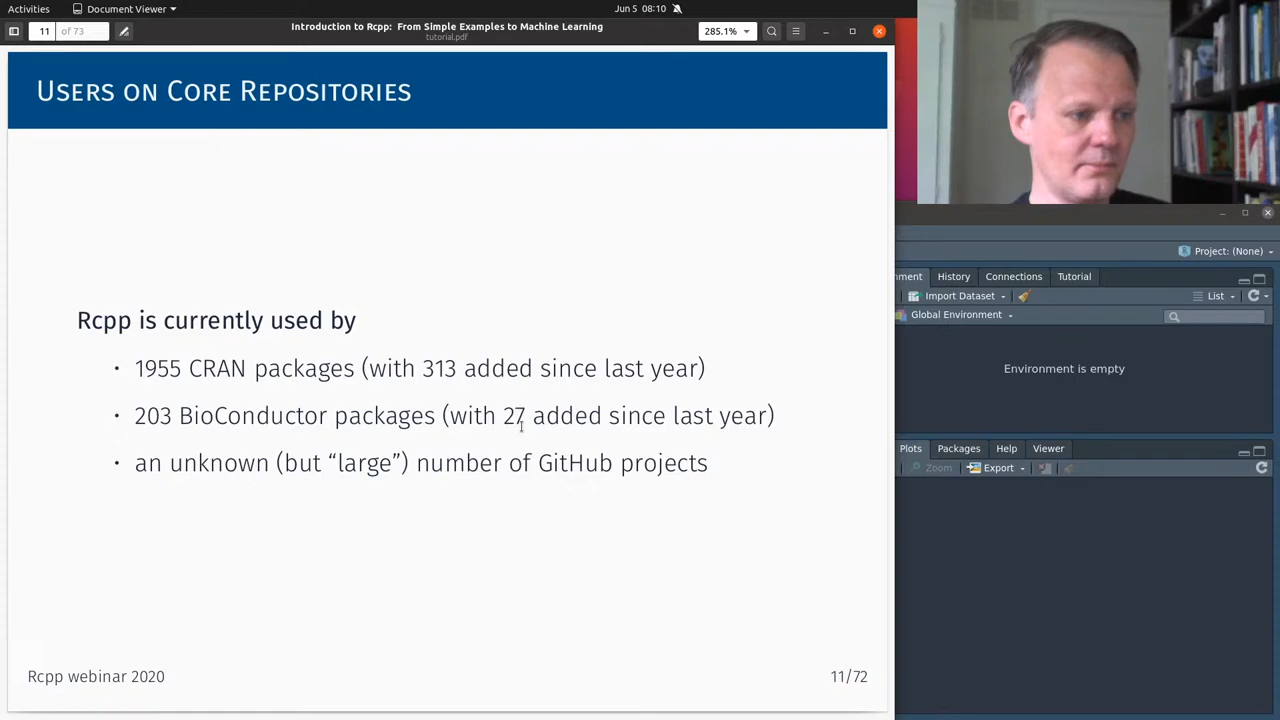 Activities
Document Viewer
Jun 5 08:10
11 of 73
Introduction to Rcpp: From Simple Examples to Machine Learning
tutorial.pdf
285.1%
Users on Core Repositories
Rcpp is currently used by
• 1955 CRAN packages (with 313 added since last year)
• 203 BioConductor packages (with 27 added since last year)
• an unknown (but “large”) number of GitHub projects
Rcpp webinar 2020
11/72
Project: (None)
nment History Connections Tutorial
Import Dataset List
Global Environment
Environment is empty
Plots Packages Help Viewer
Zoom Export